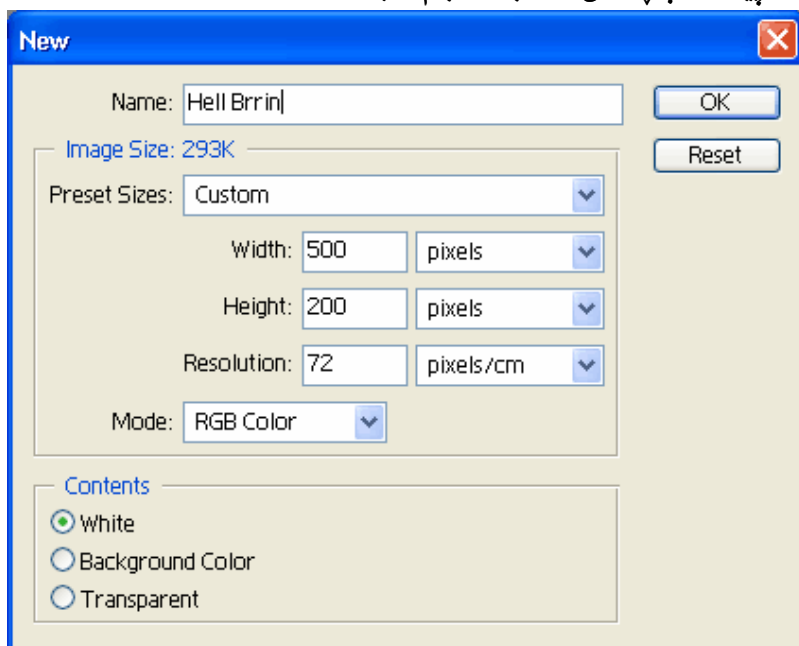 New
Name: Hell Brrin
OK
Image Size: 293K
Reset
Preset Sizes: Custom
Width: 500 pixels
Height: 200 pixels
Resolution: 72 pixels/cm
Mode: RGB Color
Contents
White
Background Color
Transparent